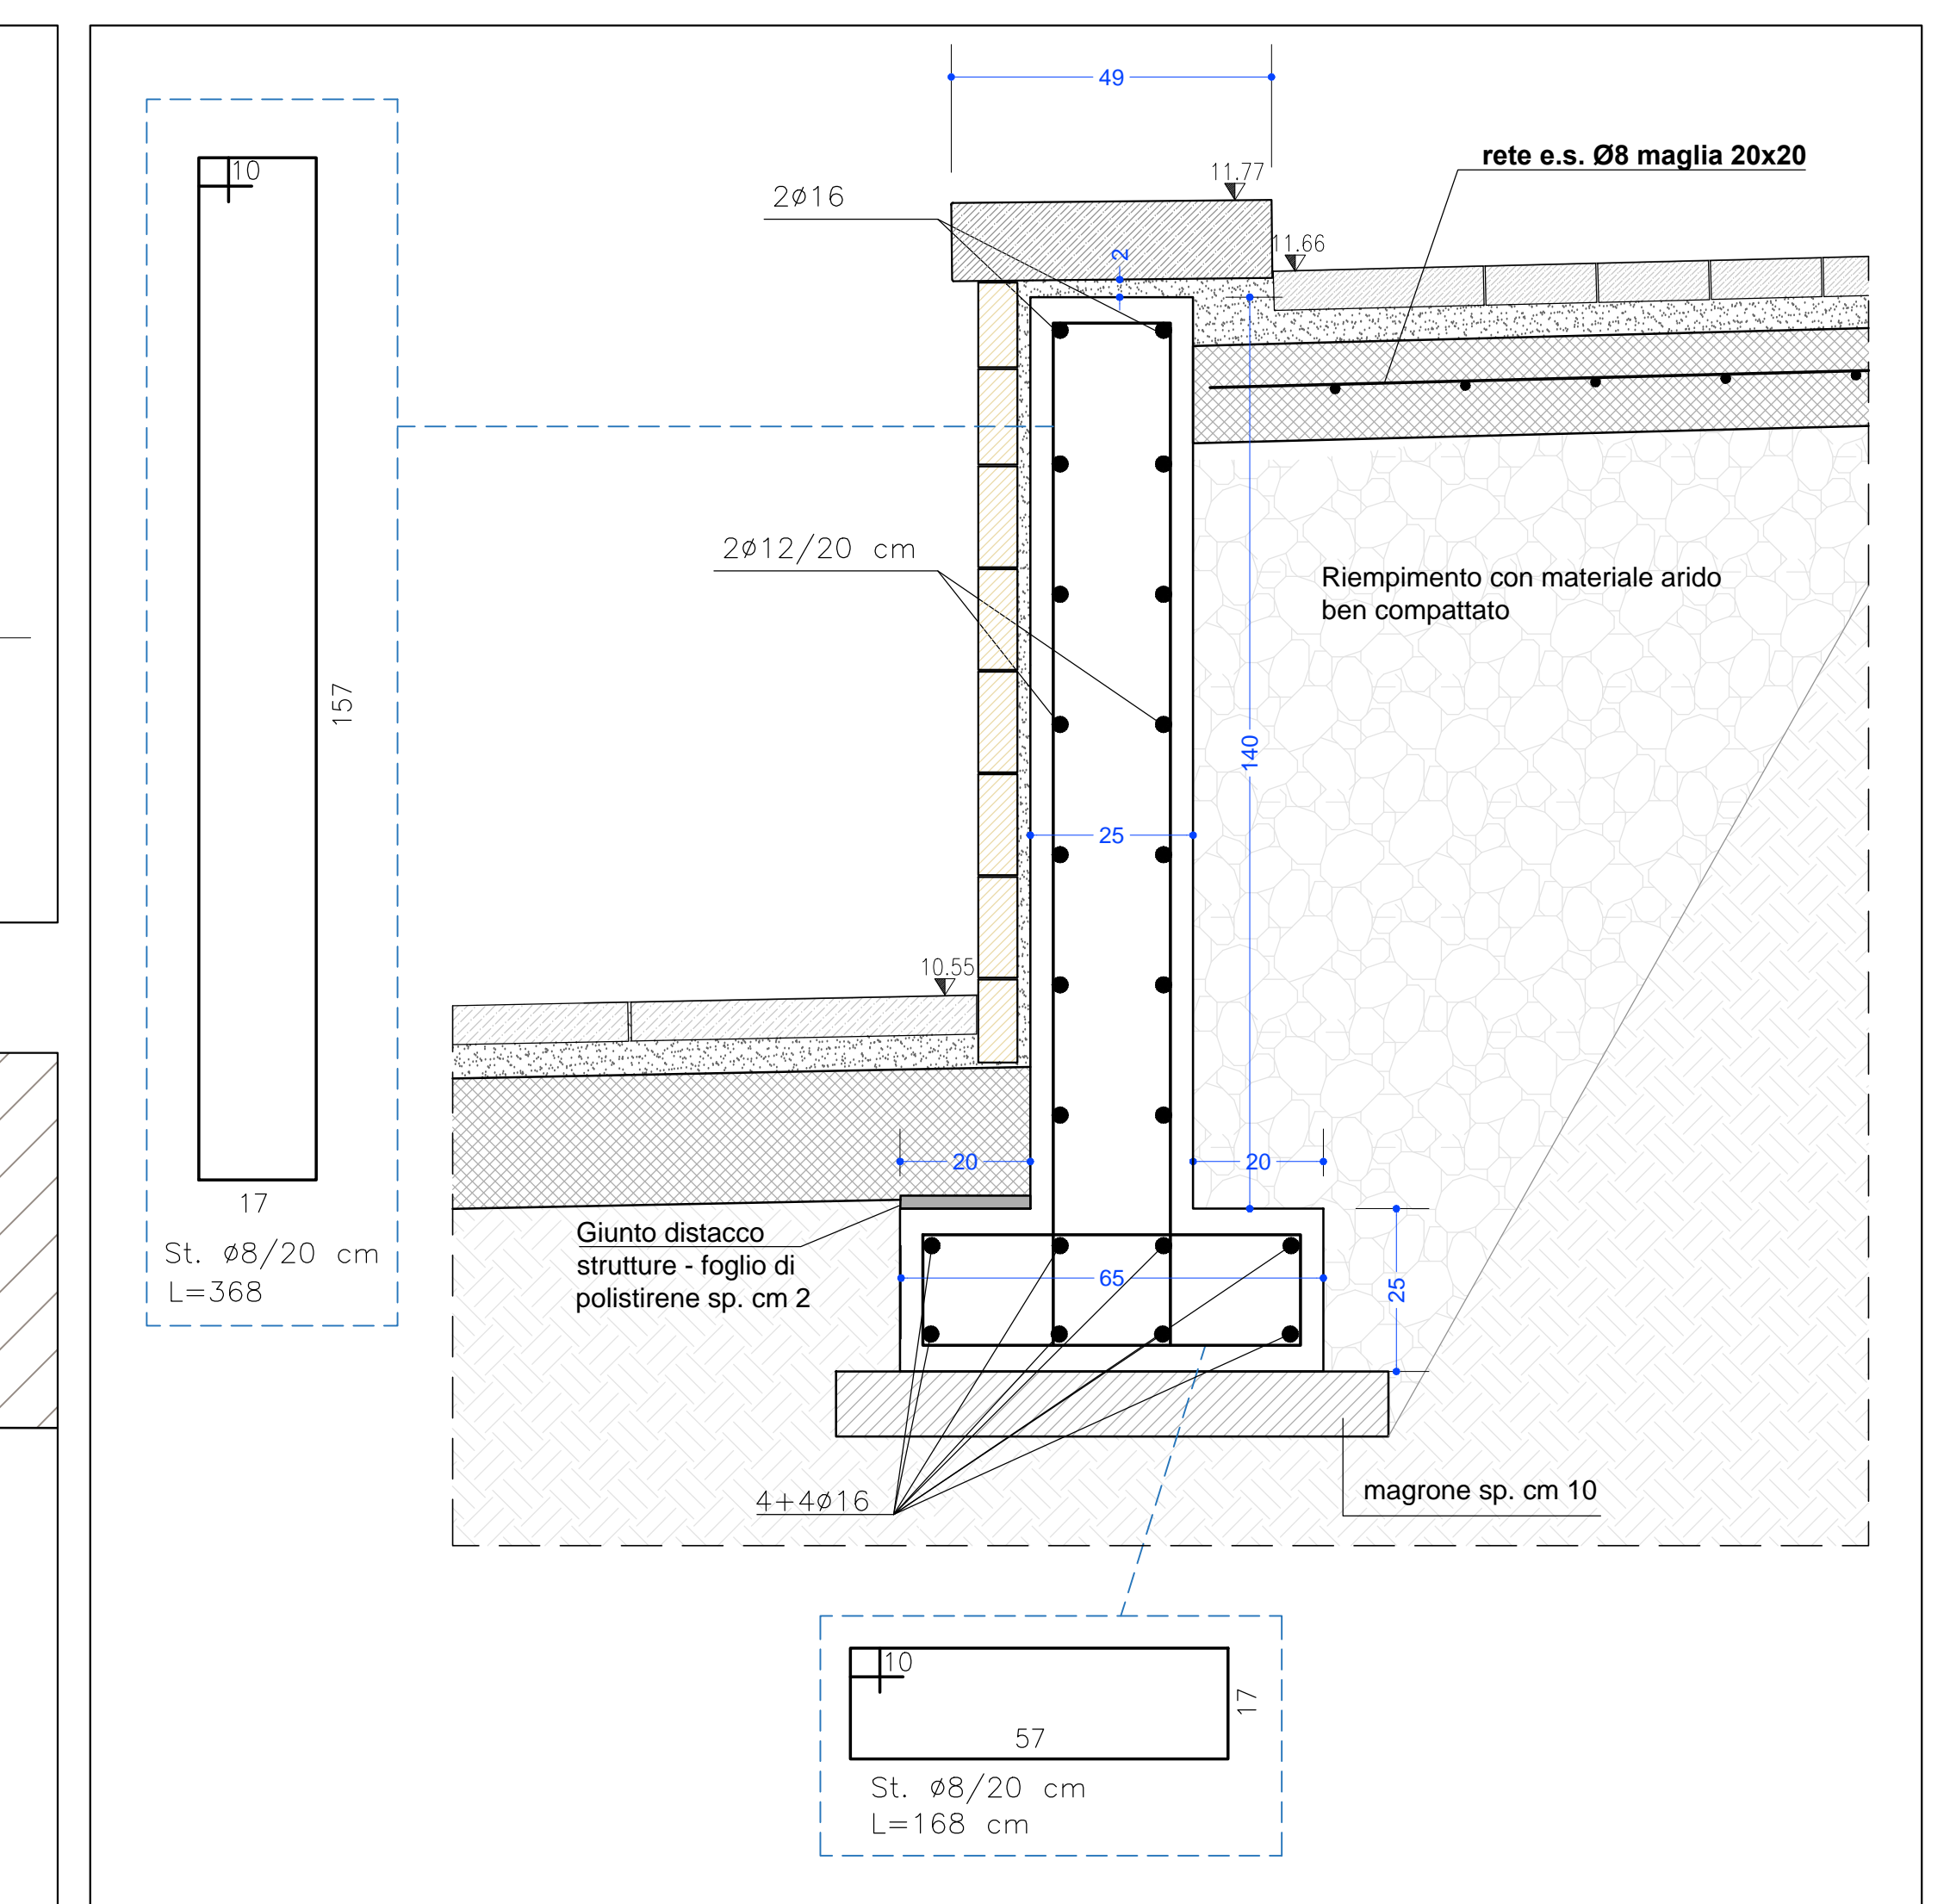 49
rete e.s. Ø8 maglia 20x20
10
11.77
2ø16
11.66
2
2ø12/20 cm
Riempimento con materiale arido
ben compattato
157
140
25
10.55
20
20
17
Giunto distacco
strutture - foglio di
polistirene sp. cm 2
St. ø8/20 cm
L=368
65
25
4+4ø16
magrone sp. cm 10
10
17
57
St. ø8/20 cm
L=168 cm